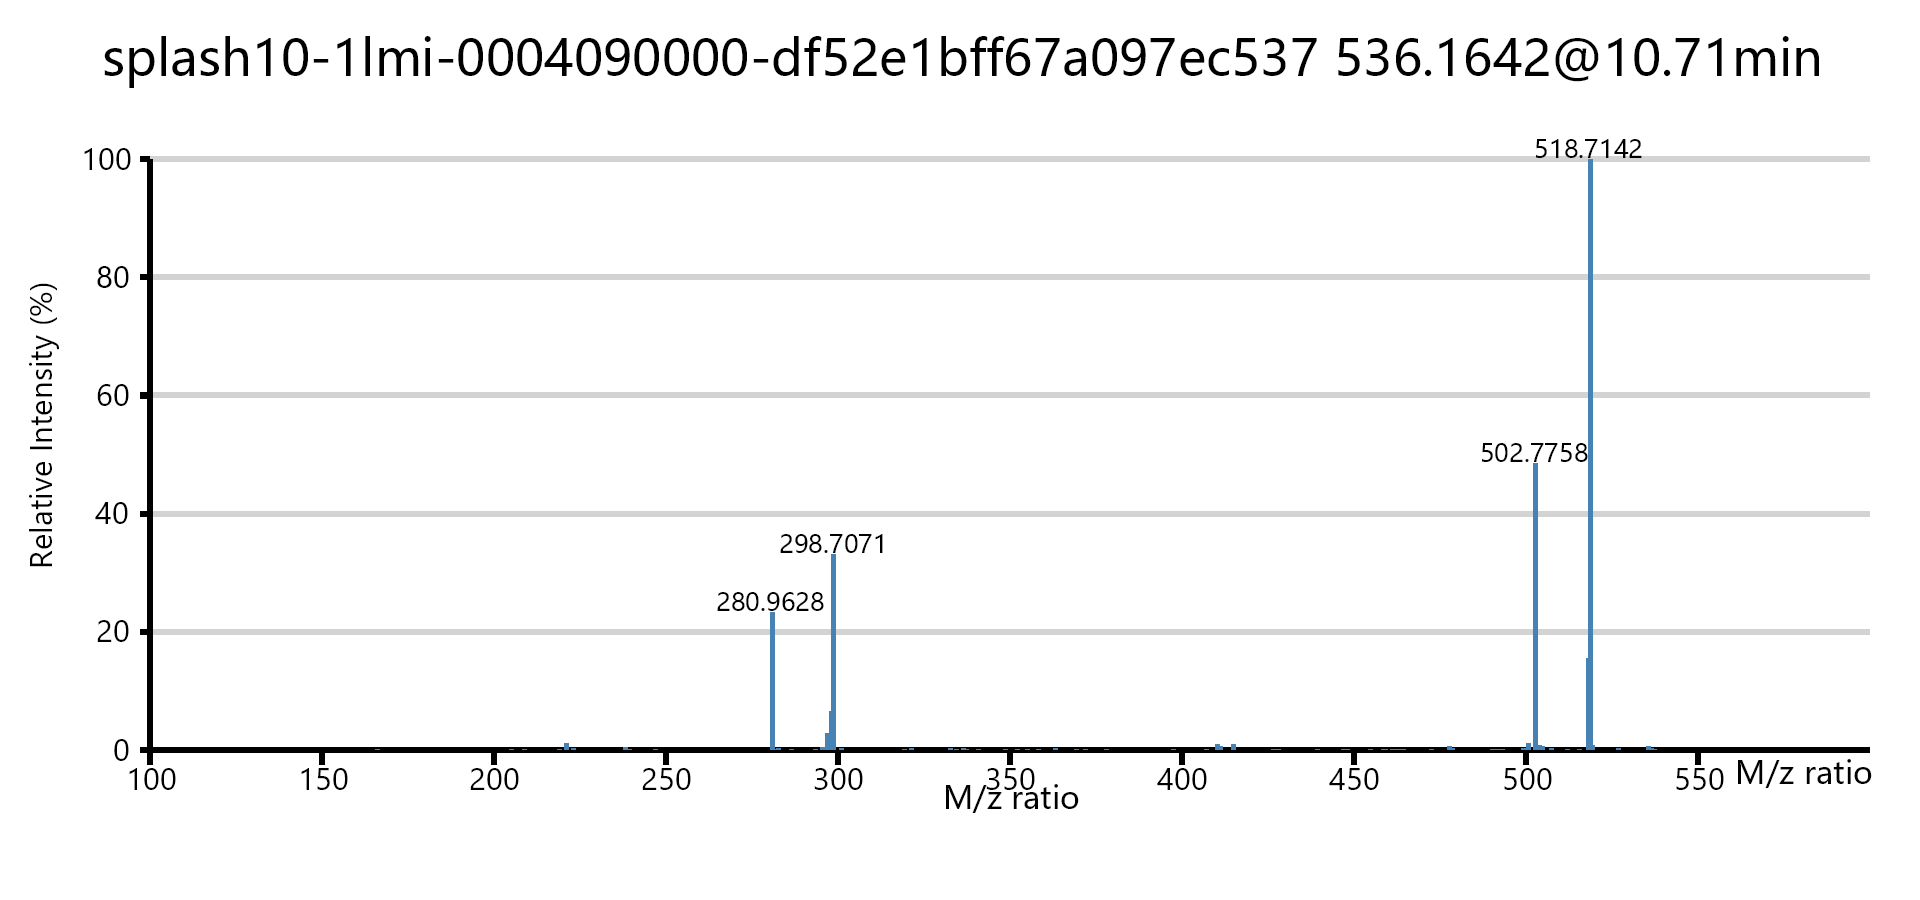 splash10-1lmi-0004090000-df52e1bff67a097ec537 536.1642@10.71min
518.7142
100
80
60
502.7758
40
298.7071
280.9628
20
0
Relative Intensity (%)
100 150 200 250 300 350 400 450 500 550 M/z ratio
M/z ratio